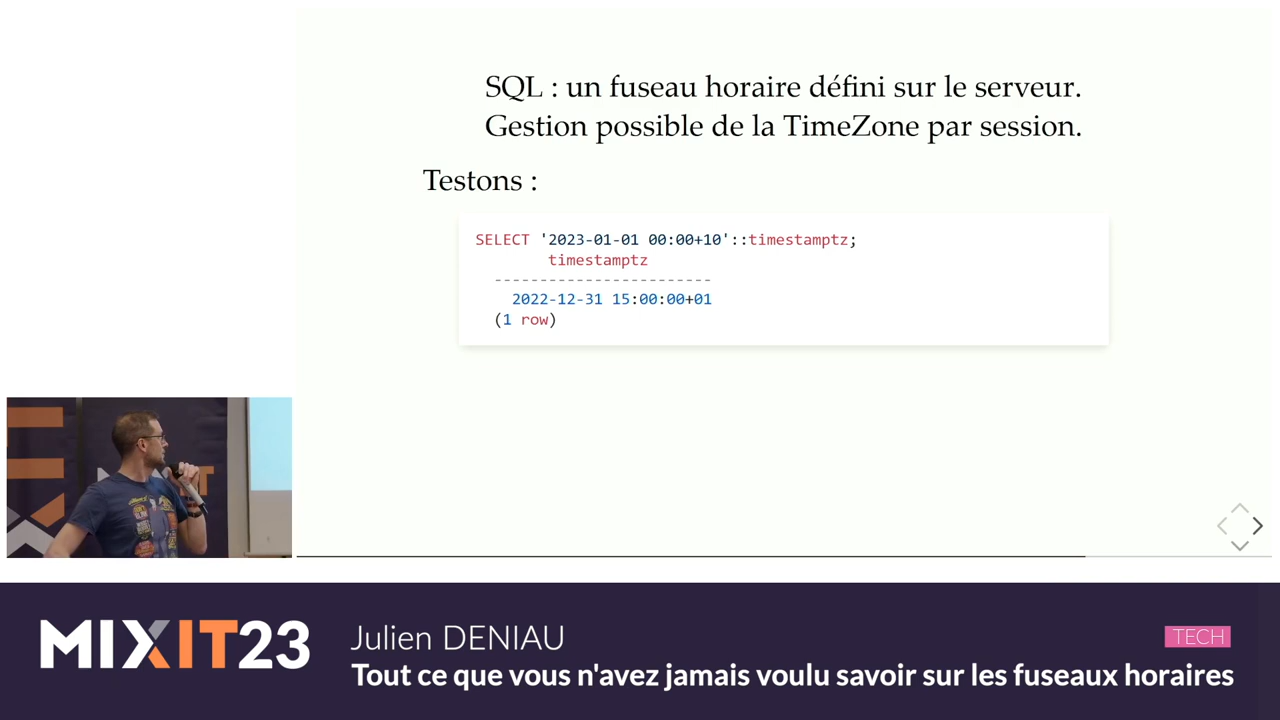 SQL : un fuseau horaire défini sur le serveur.
Gestion possible de la TimeZone par session.
Testons :
SELECT '2023-01-01 00:00+10'::timestamptz;
timestamptz
------------------------
2022-12-31 15:00:00+01
(1 row)
MIXIT23
Julien DENIAU
TECH
Tout ce que vous n'avez jamais voulu savoir sur les fuseaux horaires